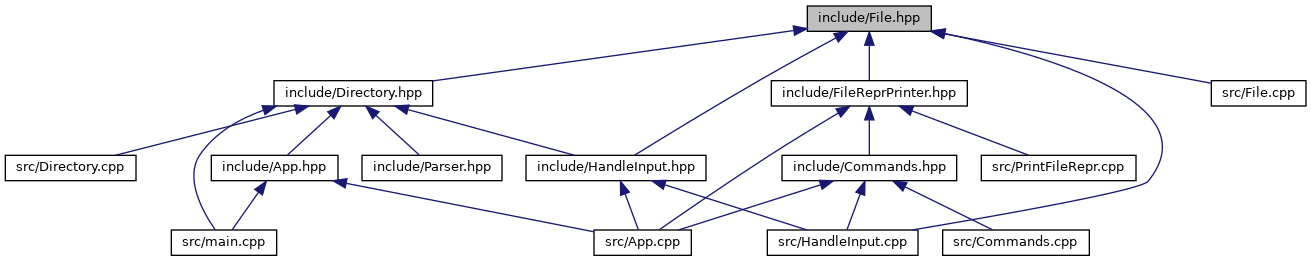 include/File.hpp
include/Directory.hpp
include/FileReprPrinter.hpp
src/File.cpp
src/Directory.cpp
include/App.hpp
include/Parser.hpp
include/HandleInput.hpp
include/Commands.hpp
src/PrintFileRepr.cpp
src/main.cpp
src/App.cpp
src/HandleInput.cpp
src/Commands.cpp